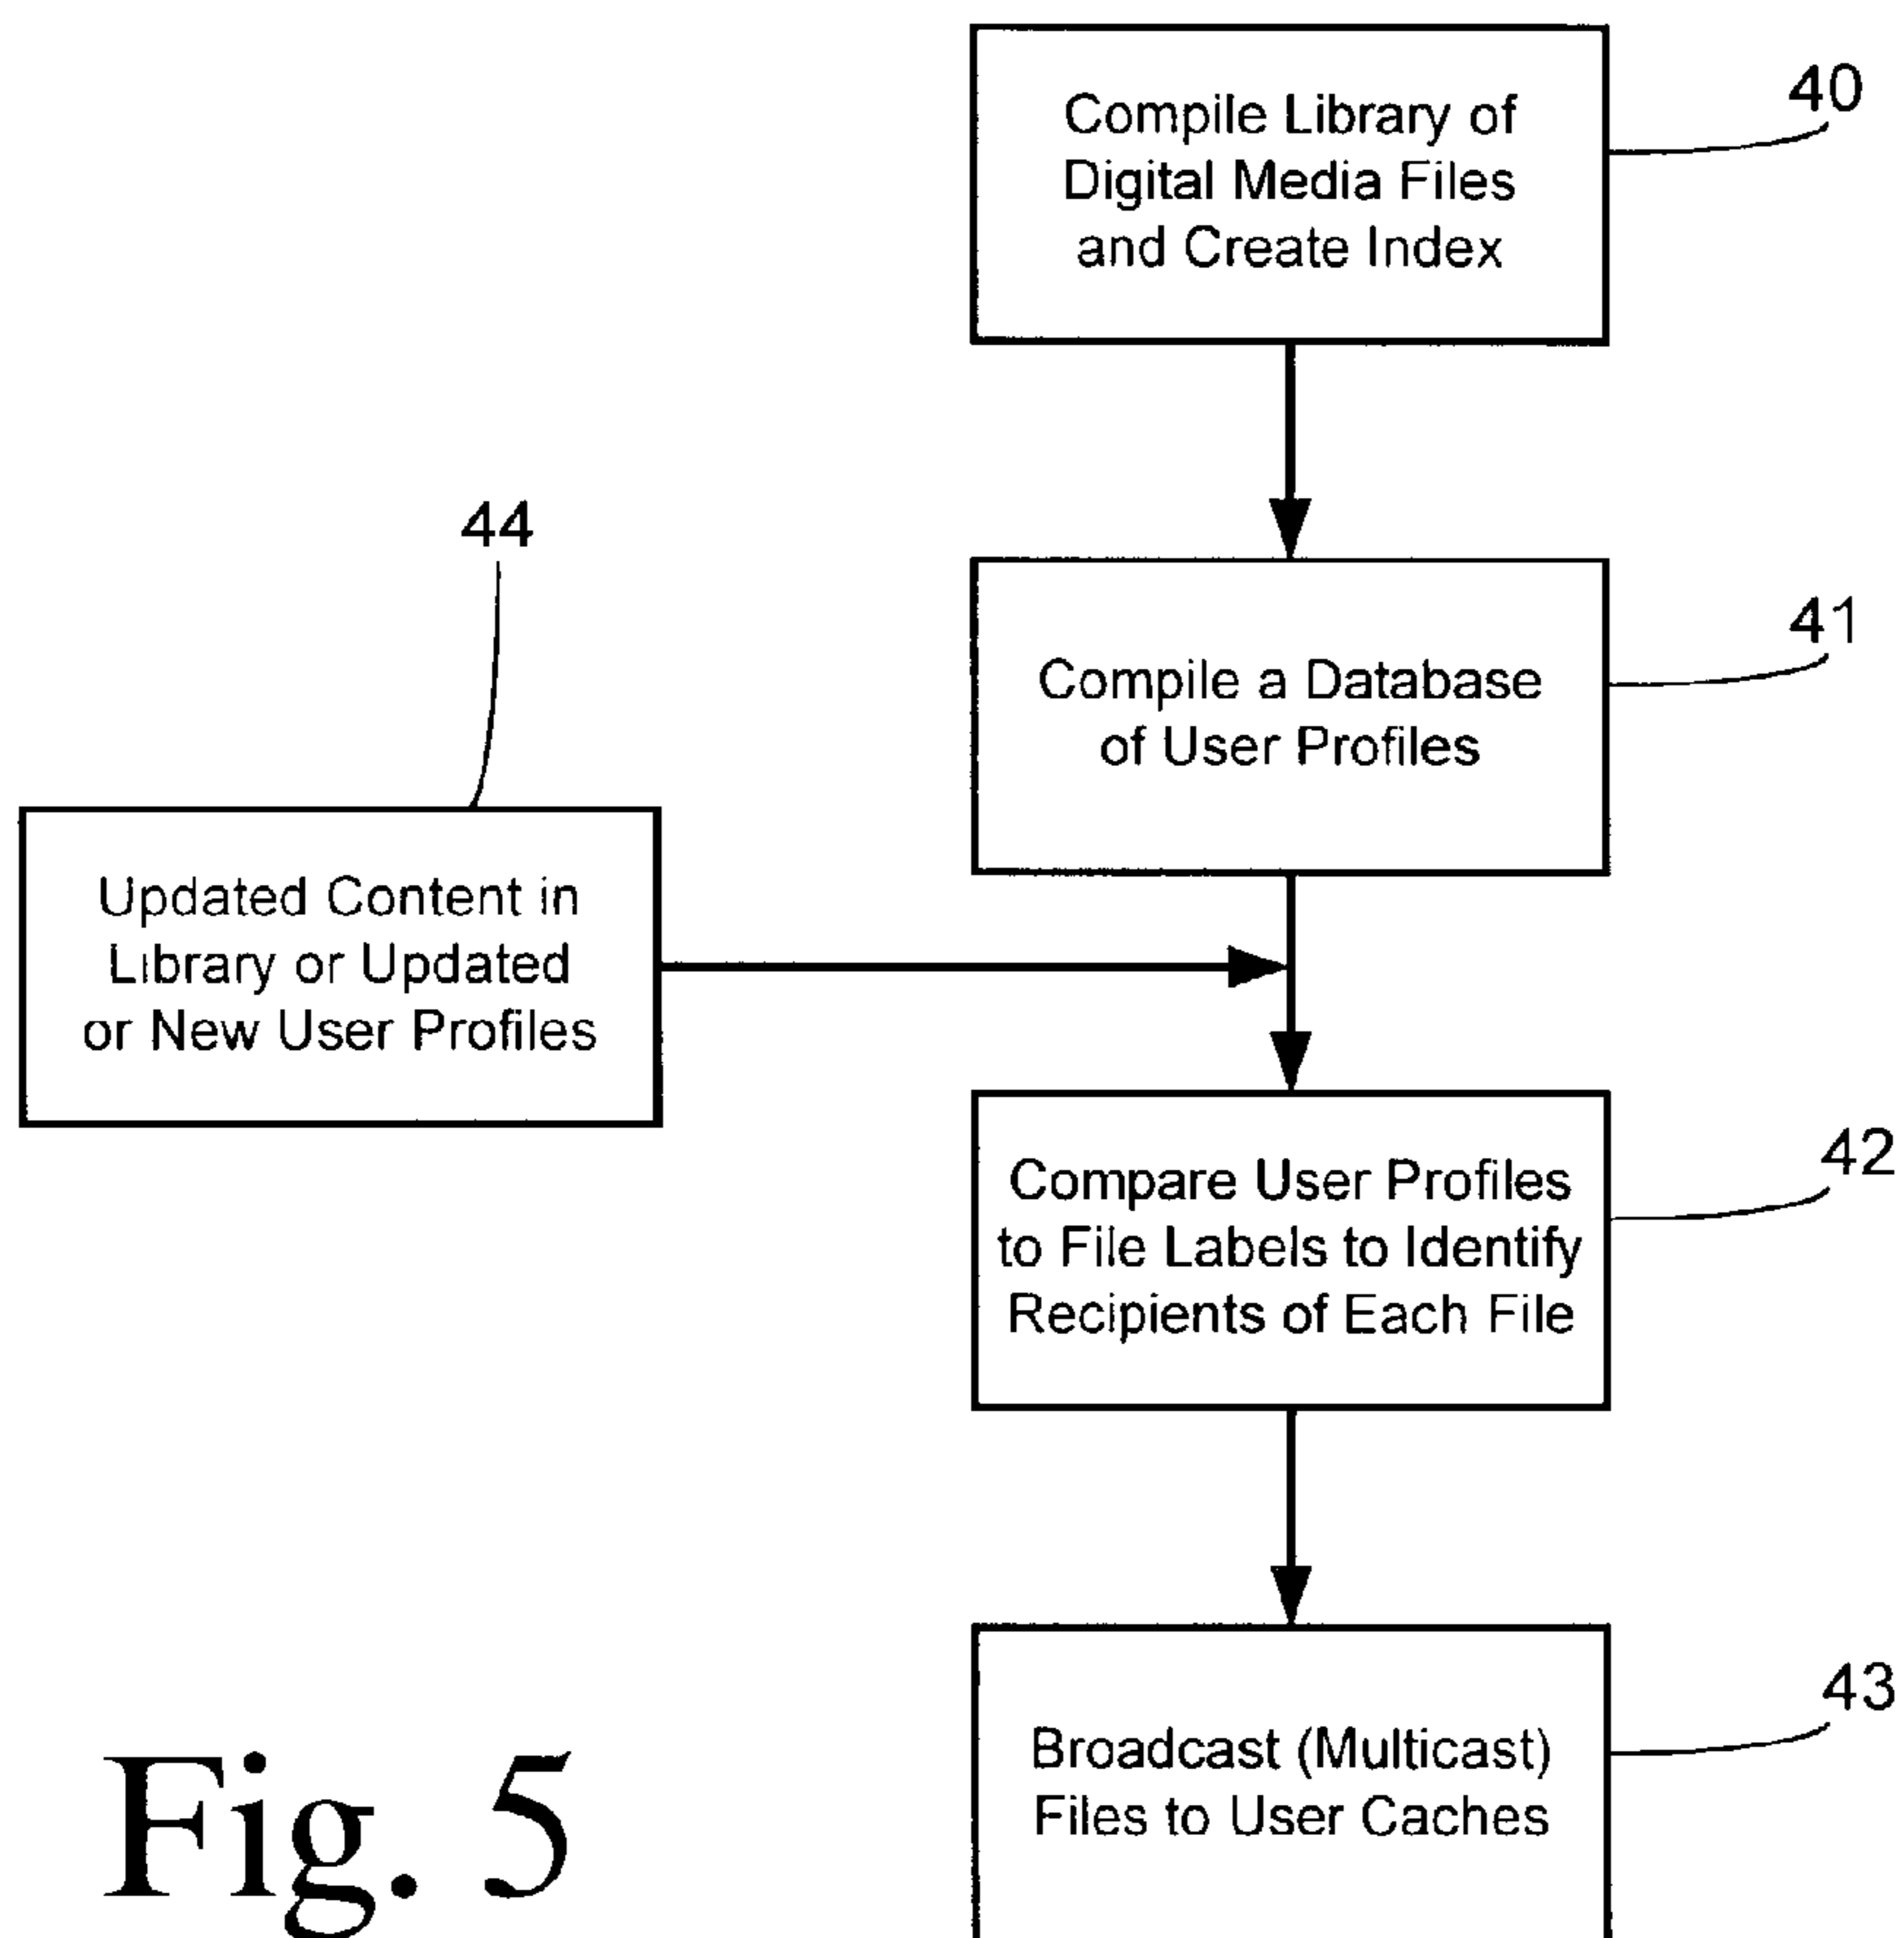 Compile Library of
Digital Media Files
and Create Index
40
44
Compile a Database
of User Profiles
41
Updated Content in
Library or Updated
or New User Profiles
Compare User Profiles
to File Labels to Identify
Recipients of Each File
42
Broadcast (Multicast)
Files to User Caches
43
Fig. 5